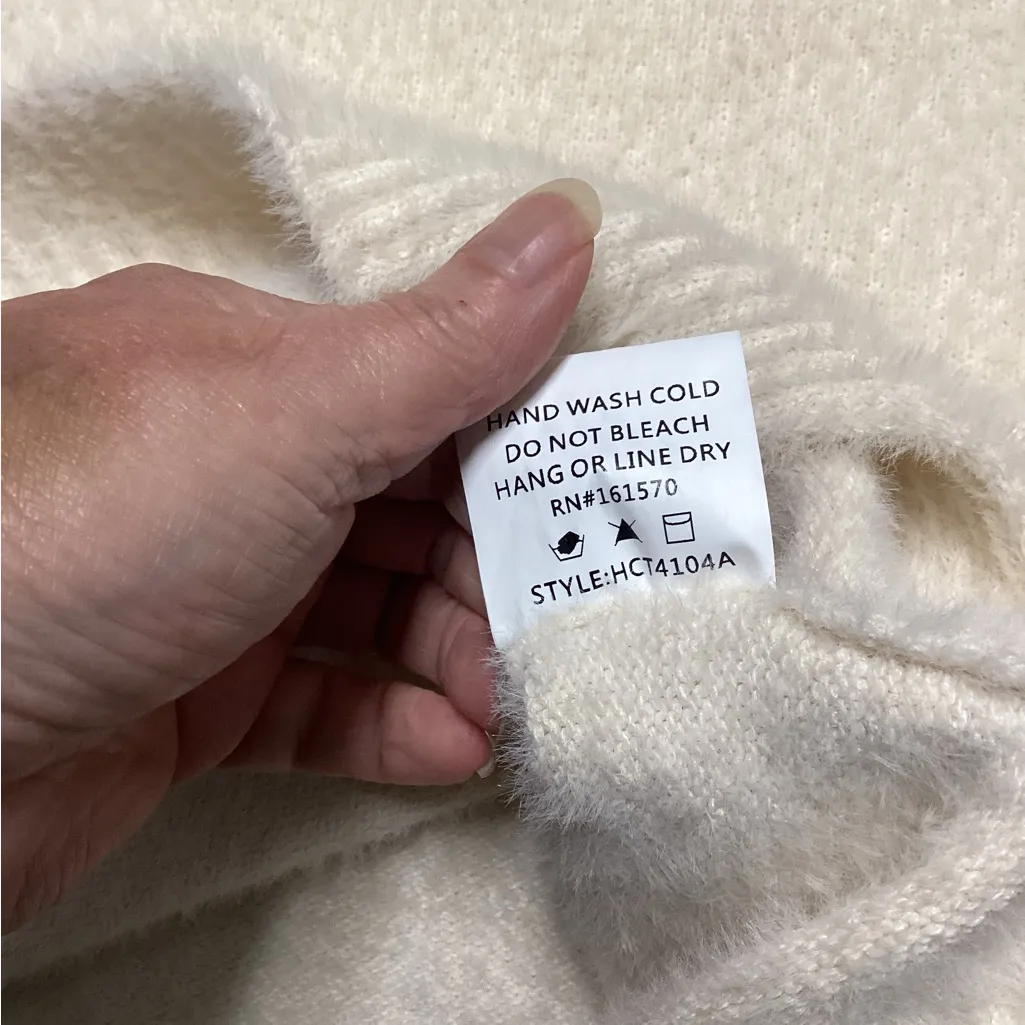 HAND WASH COLD
DO NOT BLEACH
HANG OR LINE DRY
RN#161570
STYLE:HCT4104A